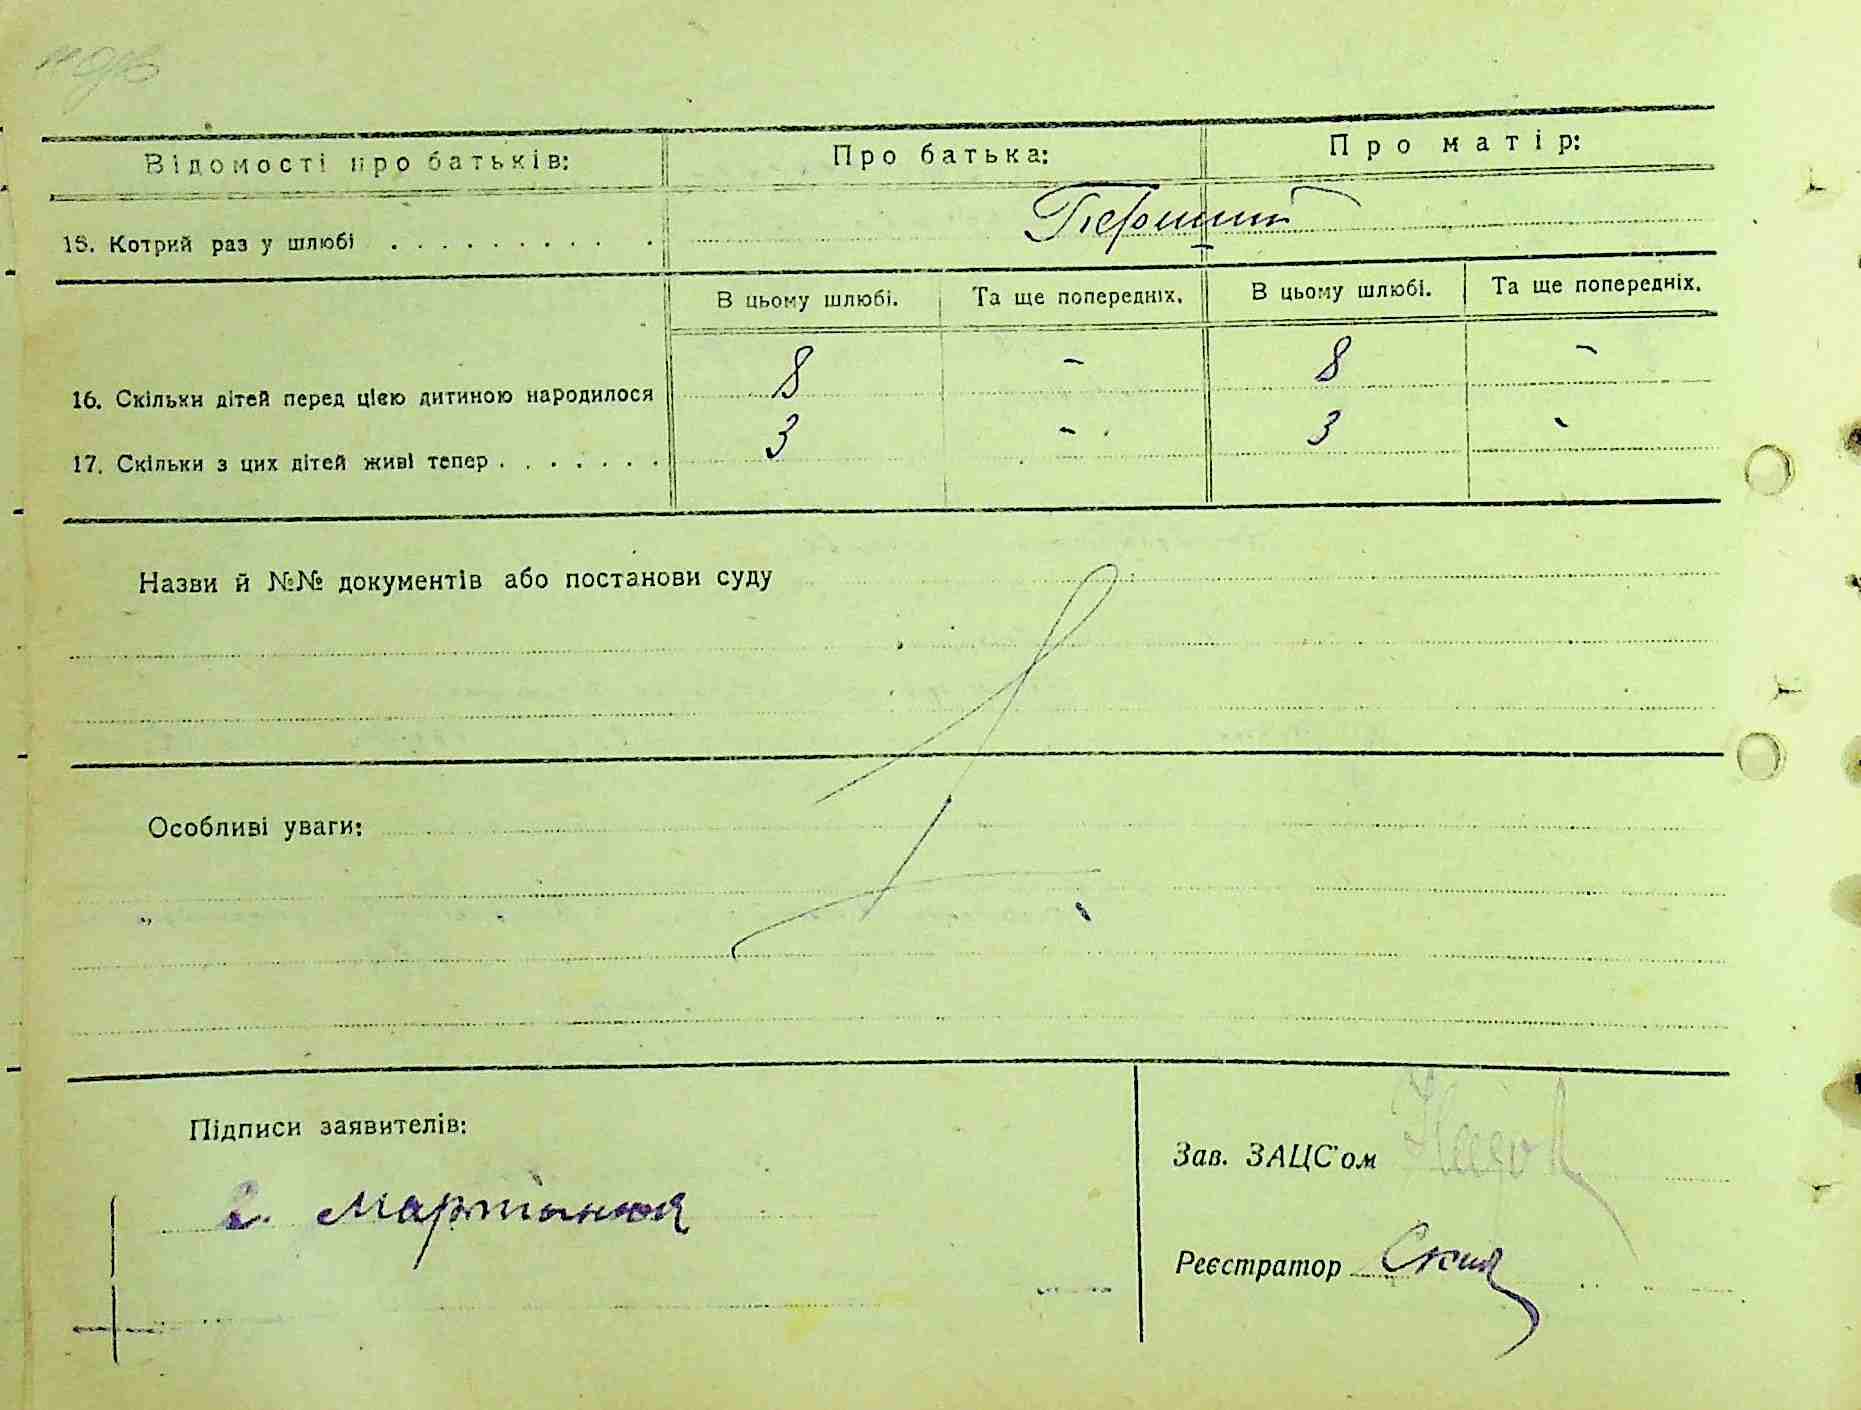 Відомості про батьків: Про батька: Про матір:
15. Котрий раз у шлюбі Перший
В цьому шлюбі. Та ще попередніх. В цьому шлюбі. Та ще попередніх.
16. Скільки дітей перед цією дитиною народилося 8 - 8 -
17. Скільки з цих дітей живі тепер 3 - 3 -
Назви й №№ документів або постанови суду
Особливі уваги:
Підписи заявителів:
Зав. ЗАЦС'ом
Реєстратор